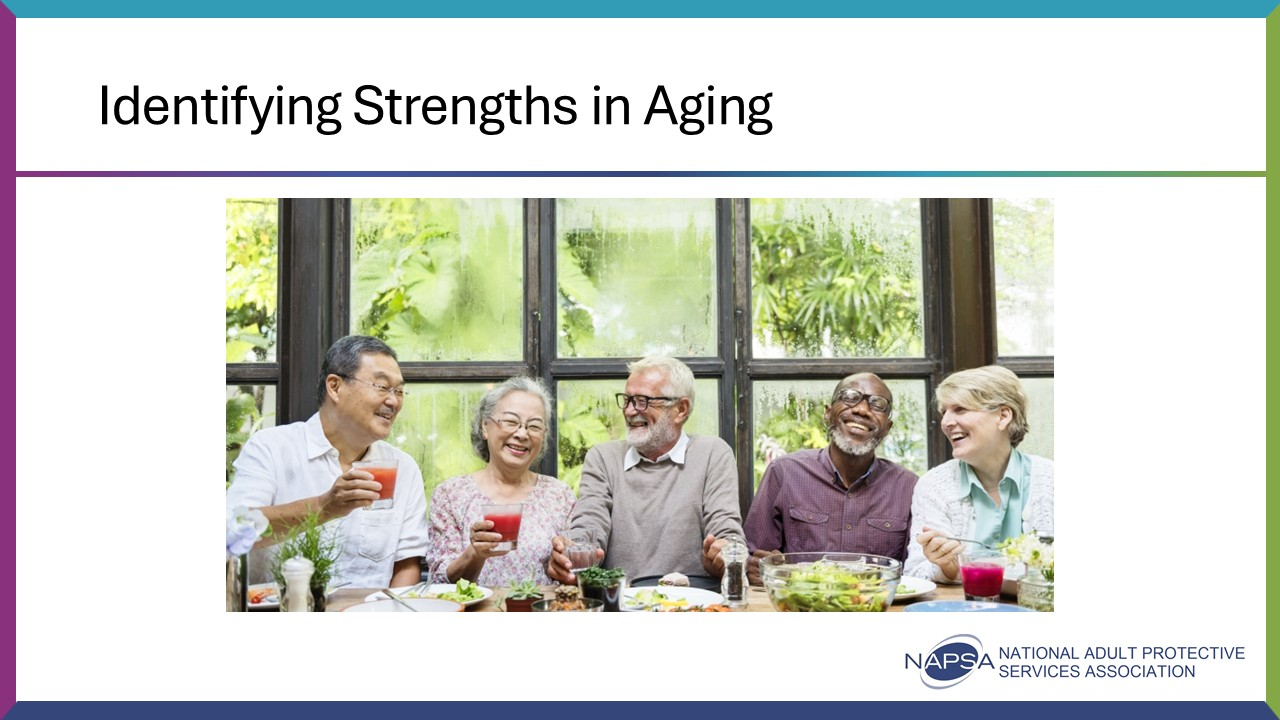 Identifying Strengths in Aging
NAPSA NATIONAL ADULT PROTECTIVE
SERVICES ASSOCIATION